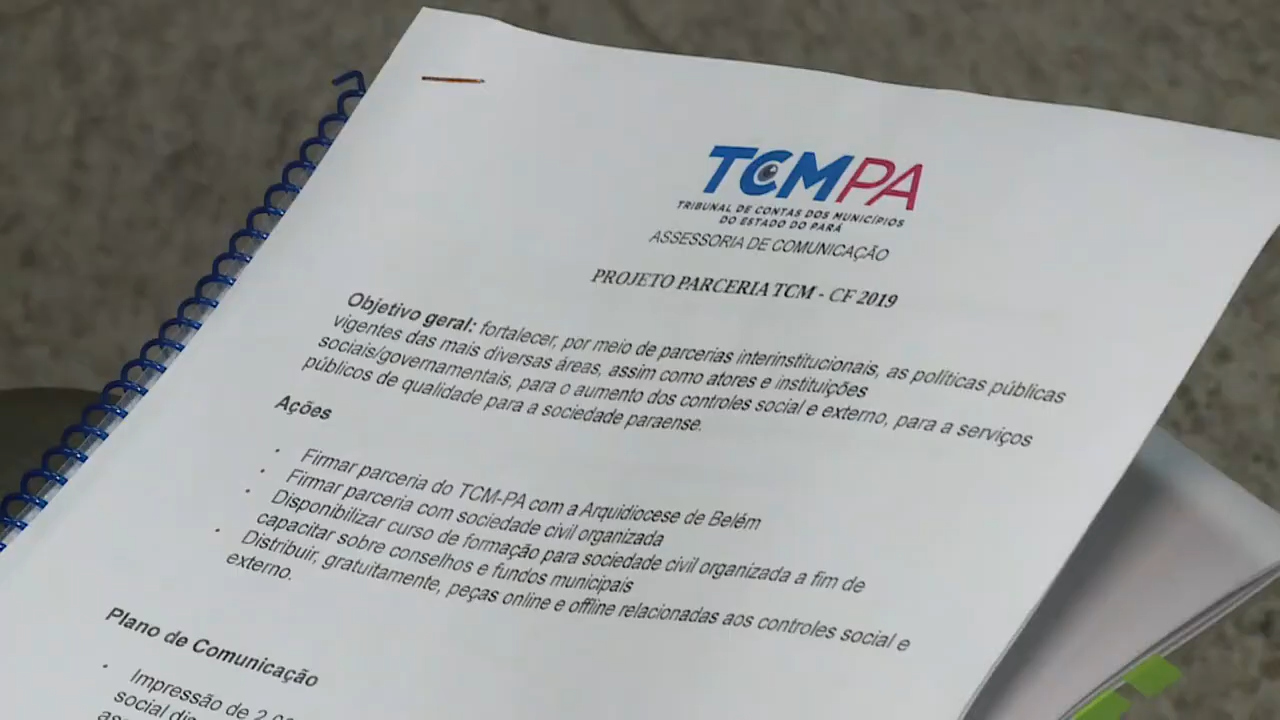 TCMPA
TRIBUNAL DE CONTAS DOS MUNICÍPIOS
DO ESTADO DO PARÁ
ASSESSORIA DE COMUNICAÇÃO
PROJETO PARCERIA TCM - CF 2019
Objetivo geral: fortalecer, por meio de parcerias interinstitucionais, as políticas públicas
vigentes das mais diversas áreas, assim como atores e instituições
sociais/governamentais, para o aumento dos controles social e externo, para a serviços
públicos de qualidade para a sociedade paraense.
Ações
• Firmar parceria do TCM-PA com a Arquidiocese de Belém
• Firmar parceria com sociedade civil organizada
• Disponibilizar curso de formação para sociedade civil organizada a fim de
capacitar sobre conselhos e fundos municipais
• Distribuir, gratuitamente, peças online e offline relacionadas aos controles social e
externo.
Plano de Comunicação
• Impressão de
social